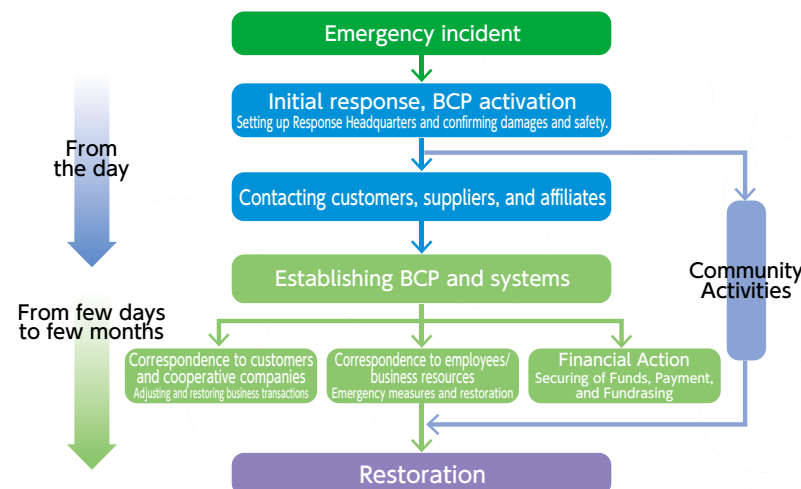 Emergency incident
Initial response, BCP activation
Setting up Response Headquarters and confirming damages and safety.
From
the day
Contacting customers, suppliers, and affiliates
Establishing BCP and systems
Community
Activities
From few days
to few months
Correspondence to customers
and cooperative companies
Adjusting and restoring business transactions
Correspondence to employees/
business resources
Emergency measures and restoration
Financial Action
Securing of Funds, Payment,
and Fundrasing
Restoration